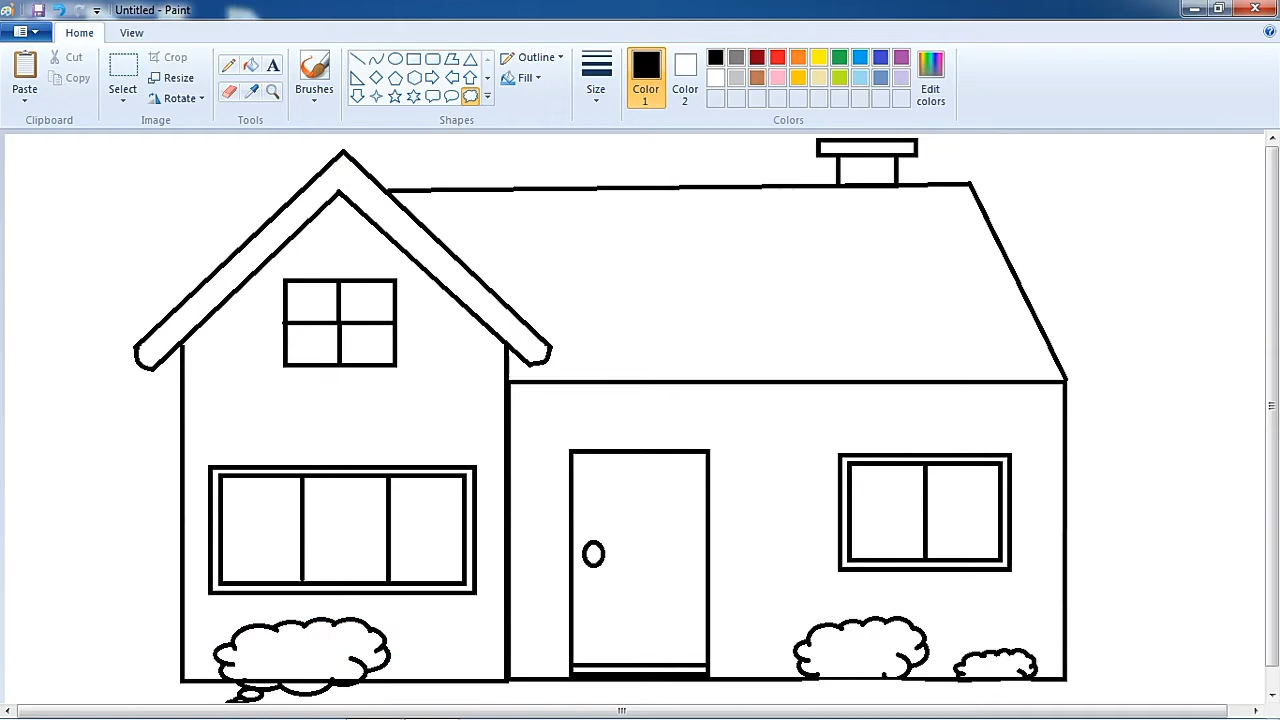 Untitled - Paint
Home View
Cut
Copy
Paste
Clipboard
Crop
Resize
Rotate
Select
Image
A
Tools
Brushes
Outline
Fill
Shapes
Size
Color 1
Color 2
Edit colors
Colors